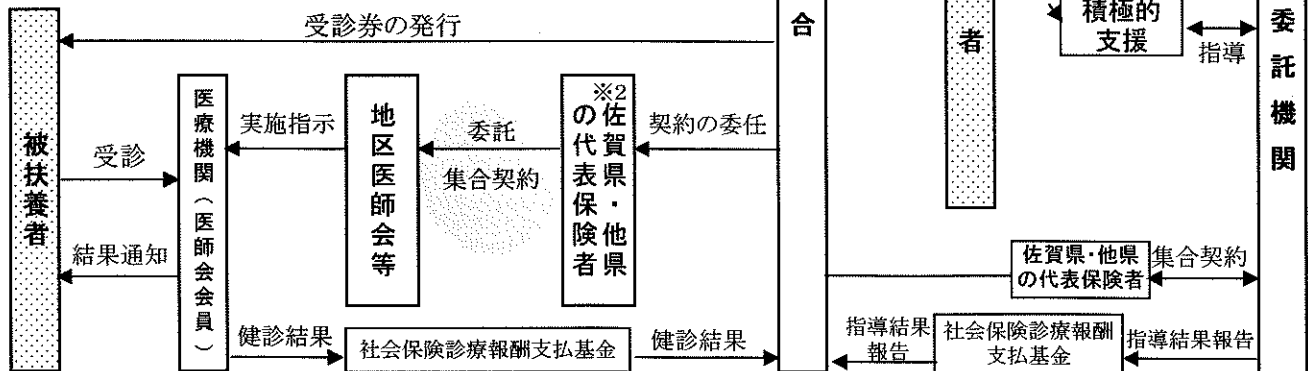 受診券の発行
合
者
積極的
支援
指導
委託機関
被扶養者
受診
結果通知
医療機関（医師会会員）
実施指示
地区医師会等
委託
集合契約
※2
佐賀県・他県
の代表保険者
契約の委任
健診結果
社会保険診療報酬支払基金
健診結果
佐賀県・他県
の代表保険者
集合契約
指導結果
報告
社会保険診療報酬
支払基金
指導結果報告